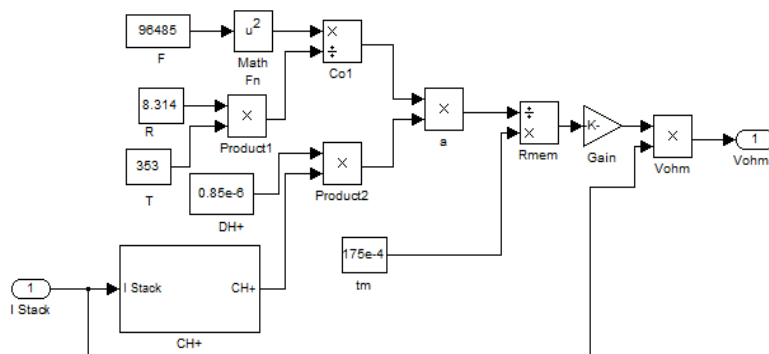 96485
F
u²
Math
Fn
×
÷
Co1
8.314
R
×
Product1
353
T
0.85e-6
DH+
×
Product2
×
a
÷
×
Rmem
K-
Gain
×
Vohm
1
Vohm
175e-4
tm
1
I Stack
I Stack
CH+
CH+